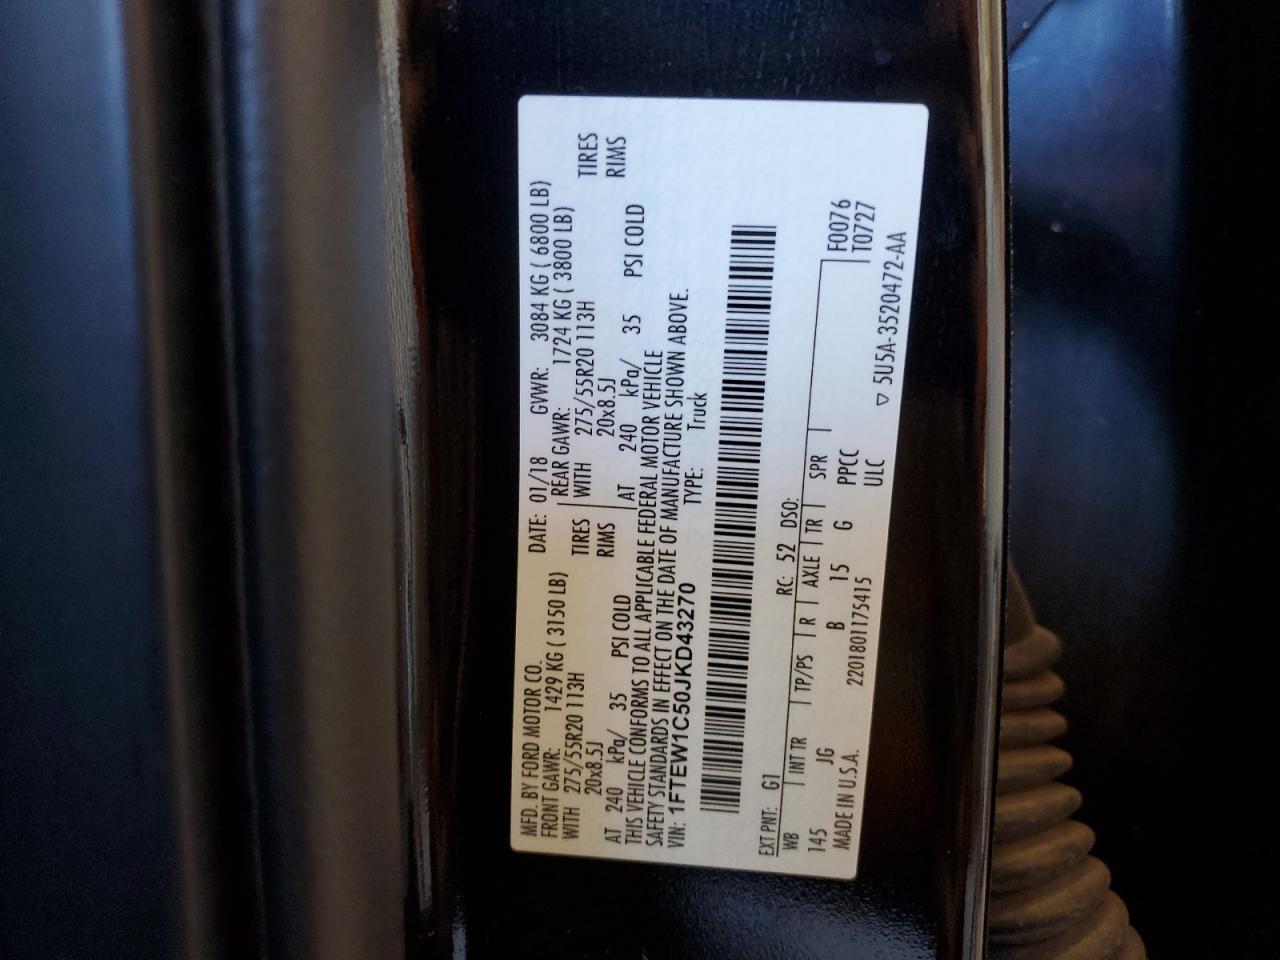 MFD. BY FORD MOTOR CO.
DATE: 01/18 GVWR: 3084 KG ( 6800 LB)
FRONT GAWR: 1429 KG ( 3150 LB)
REAR GAWR: 1724 KG ( 3800 LB)
WITH 275/55R20 113H TIRES
WITH 275/55R20 113H TIRES
20x8.5J RIMS
20x8.5J RIMS
AT 240 kPa/ 35 PSI COLD
AT 240 kPa/ 35 PSI COLD
THIS VEHICLE CONFORMS TO ALL APPLICABLE FEDERAL MOTOR VEHICLE
SAFETY STANDARDS IN EFFECT ON THE DATE OF MANUFACTURE SHOWN ABOVE.
VIN: 1FTEW1C50JKD43270 TYPE: Truck
EXT PNT: G1 RC: 52 DSO:
WB INT TR TP/PS R AXLE TR SPR F0076
145 JG B 15 G PPCC T0727
MADE IN U.S.A. 2201801175415 ULC
▽ 5U5A-3520472-AA